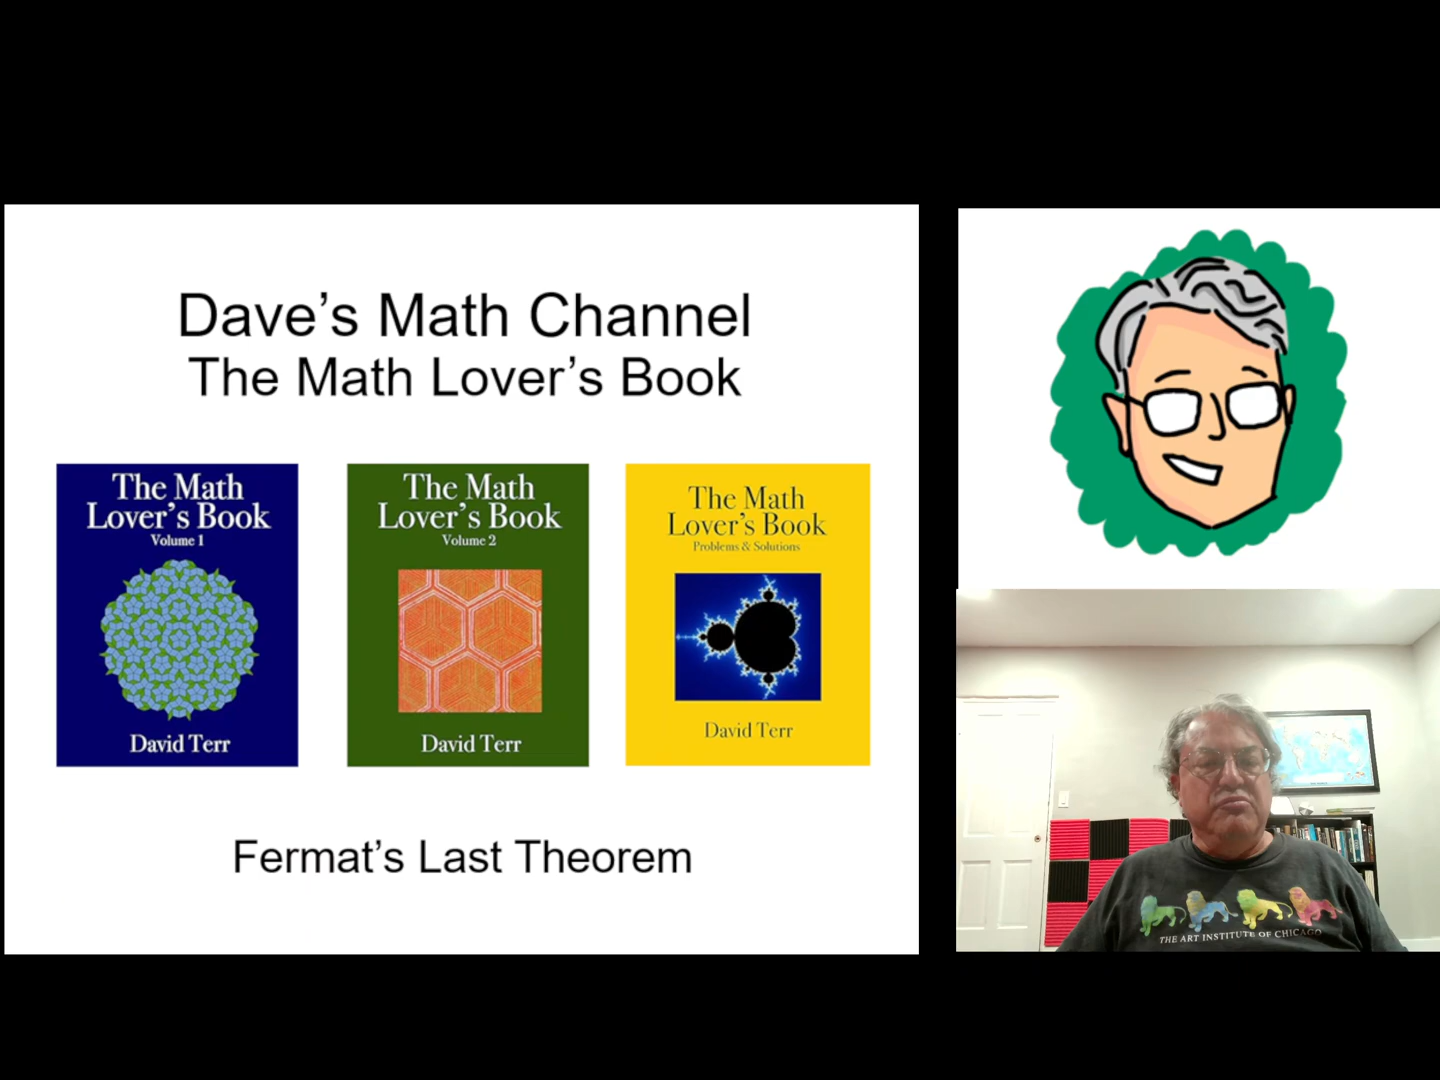 Dave’s Math Channel
The Math Lover’s Book
The Math
Lover’s Book
Volume 1
David Terr
The Math
Lover’s Book
Volume 2
David Terr
The Math
Lover’s Book
Problems & Solutions
David Terr
Fermat’s Last Theorem
THE ART INSTITUTE OF CHICAGO